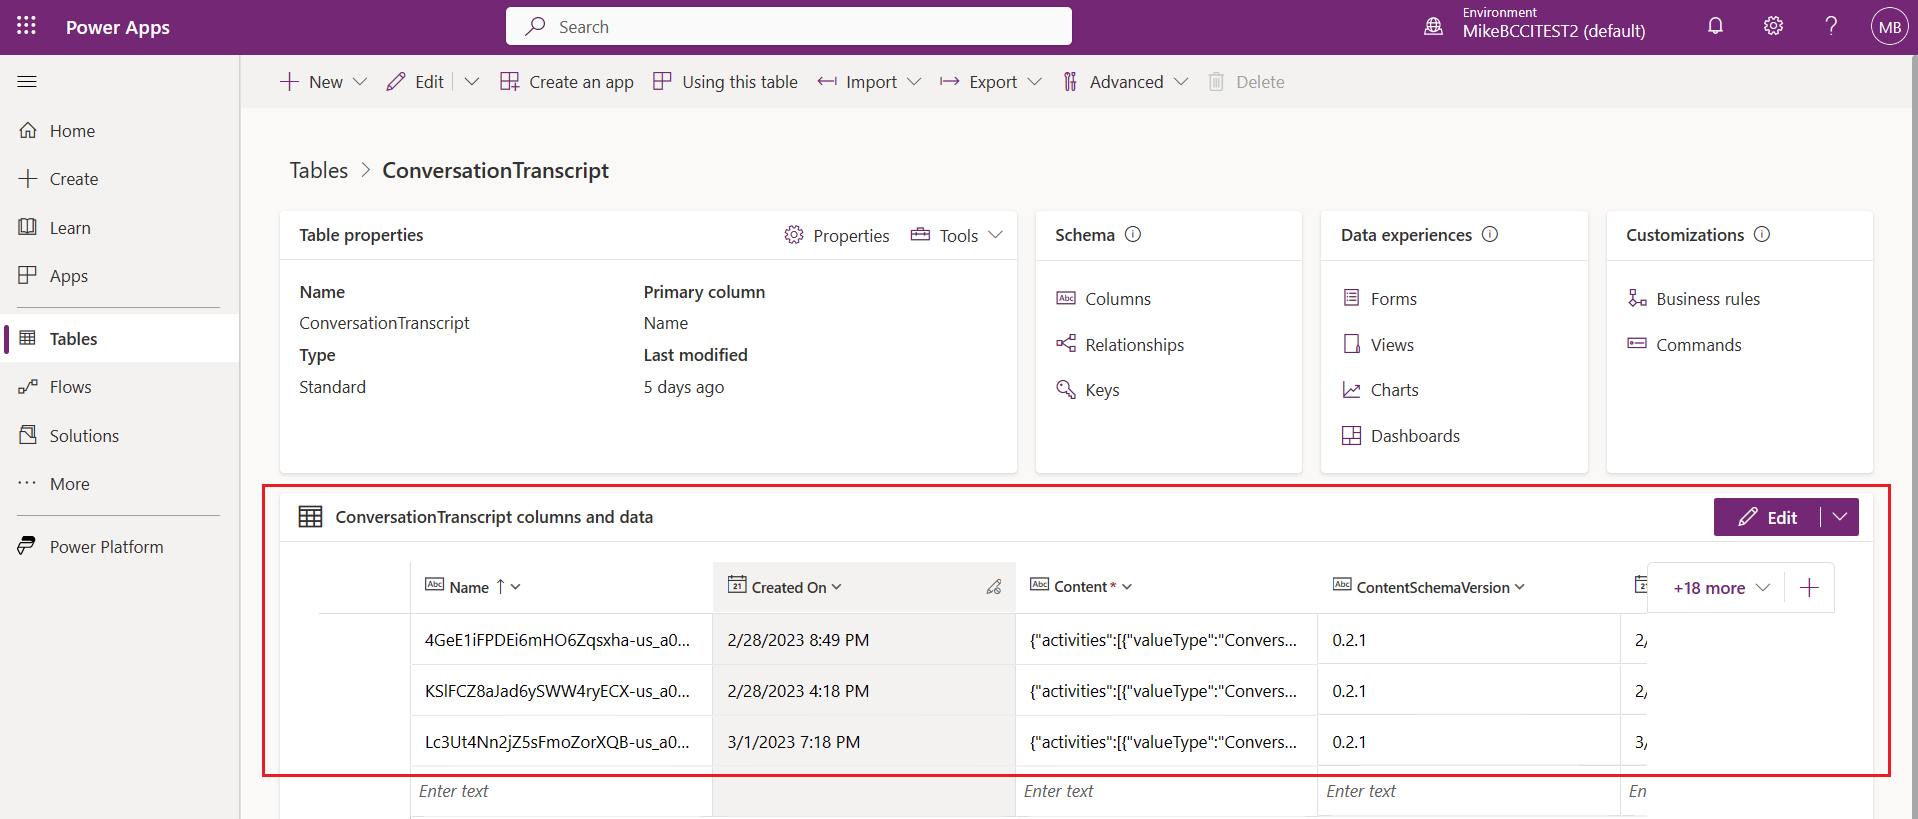 Power Apps
Search
Environment
MikeBCCITEST2 (default)
MB
New
Edit
Create an app
Using this table
Import
Export
Advanced
Delete
Home
Create
Learn
Apps
Tables
Flows
Solutions
More
Power Platform
Tables > ConversationTranscript
Table properties
Properties
Tools
Name
ConversationTranscript
Type
Standard
Primary column
Name
Last modified
5 days ago
Schema
Columns
Relationships
Keys
Data experiences
Forms
Views
Charts
Dashboards
Customizations
Business rules
Commands
ConversationTranscript columns and data
Edit
Abc Name ↑ 21 Created On Abc Content * Abc ContentSchemaVersion +18 more
4GeE1iFPDEi6mHO6Zqsxha-us_a0... 2/28/2023 8:49 PM {"activities":[{"valueType":"Convers... 0.2.1 2/
KSlFCZ8aJad6ySWW4ryECX-us_a0... 2/28/2023 4:18 PM {"activities":[{"valueType":"Convers... 0.2.1 2/
Lc3Ut4Nn2jZ5sFmoZorXQB-us_a0... 3/1/2023 7:18 PM {"activities":[{"valueType":"Convers... 0.2.1 3/
Enter text Enter text Enter text En